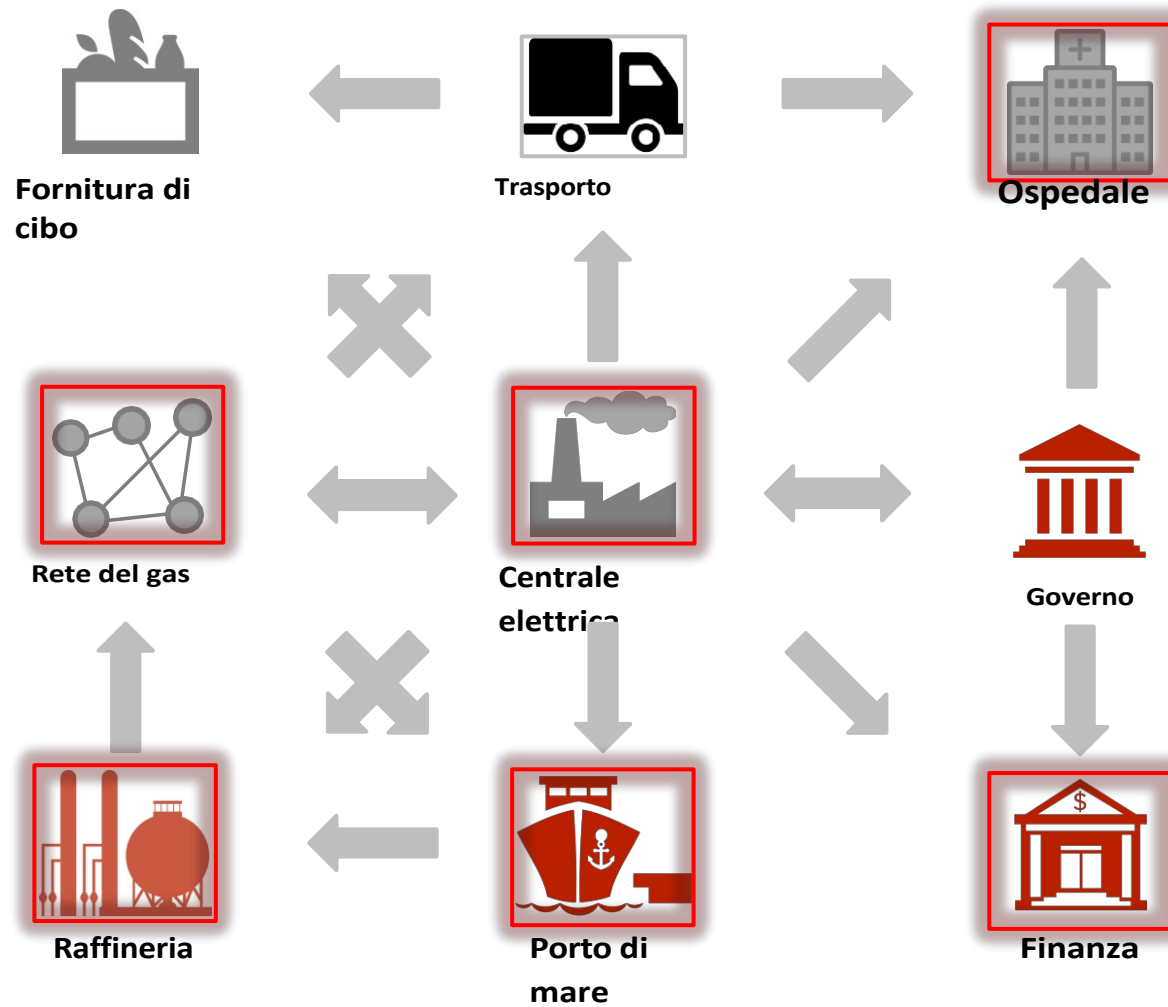 Fornitura di
cibo
Trasporto
Ospedale
Rete del gas
Centrale
elettrica
Governo
$
Raffineria
Porto di
mare
Finanza